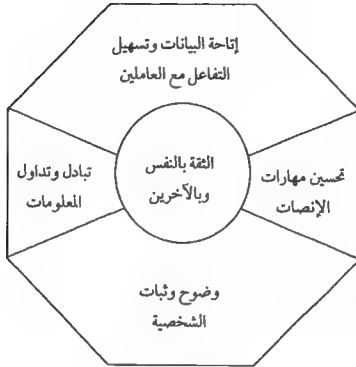 إتاحة البيانات وتسهيل
التفاعل مع العاملين
تحسين مهارات
الإنصات
الثقة بالنفس
وبالآخرين
تبادل وتداول
المعلومات
وضوح وثبات
الشخصية